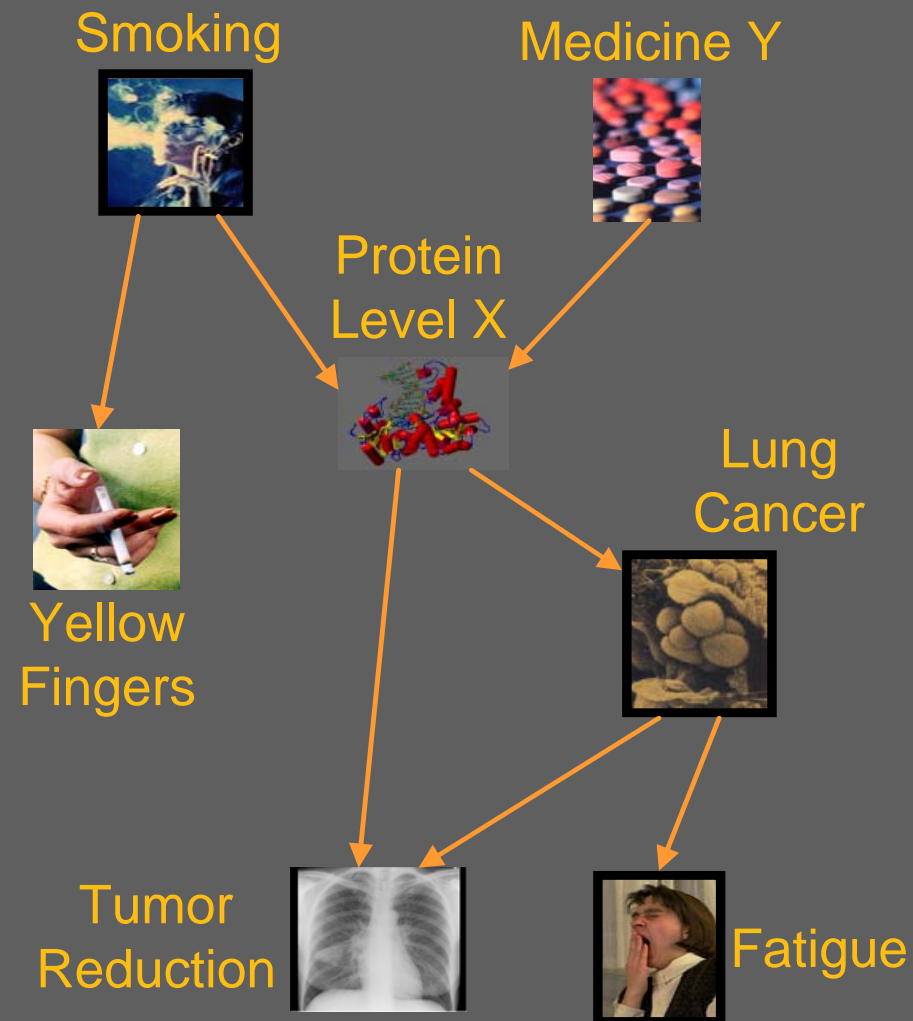 Smoking
Medicine Y
Protein
Level X
Lung
Cancer
Yellow
Fingers
Tumor
Reduction
Fatigue